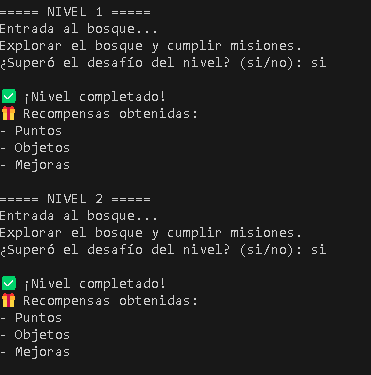 ===== NIVEL 1 =====
Entrada al bosque...
Explorar el bosque y cumplir misiones.
¿Superó el desafío del nivel? (si/no): si
✅ ¡Nivel completado!
🎁 Recompensas obtenidas:
- Puntos
- Objetos
- Mejoras
===== NIVEL 2 =====
Entrada al bosque...
Explorar el bosque y cumplir misiones.
¿Superó el desafío del nivel? (si/no): si
✅ ¡Nivel completado!
🎁 Recompensas obtenidas:
- Puntos
- Objetos
- Mejoras